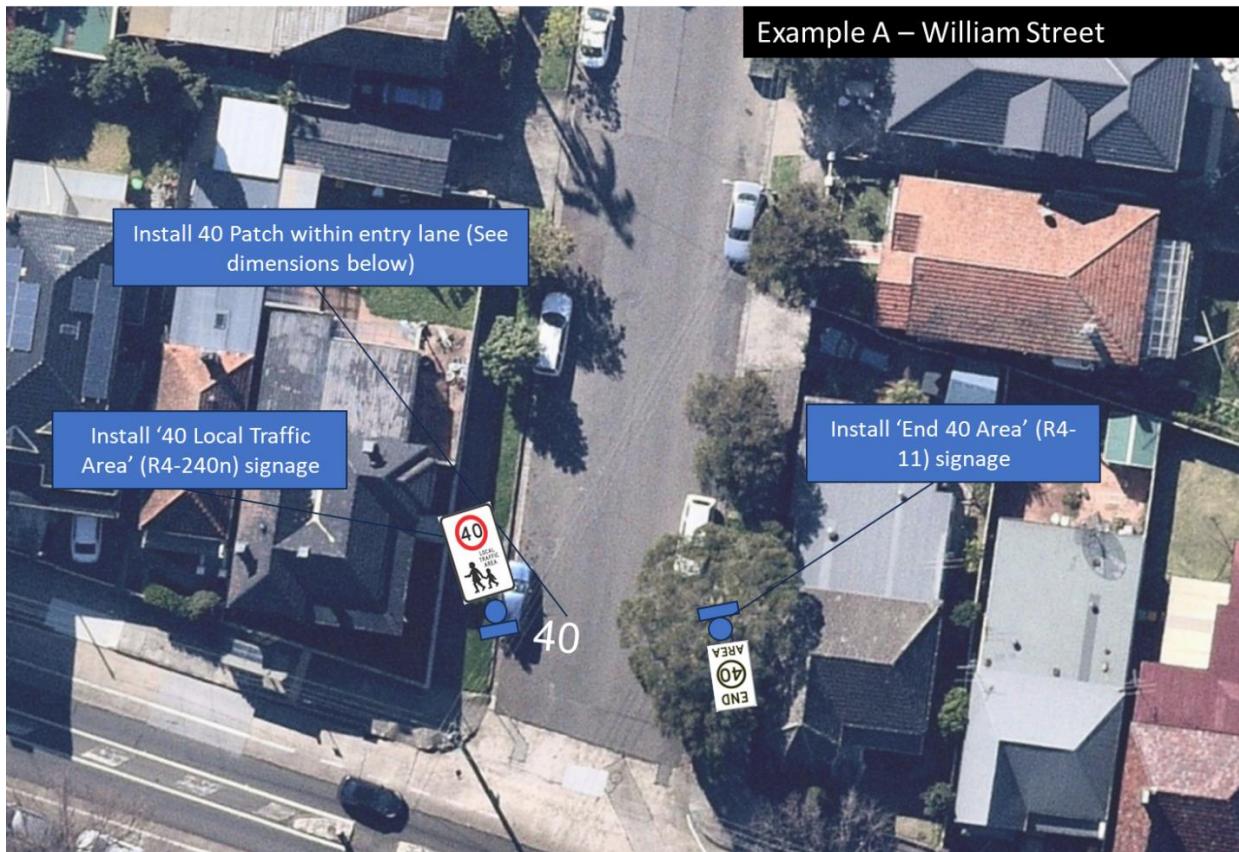 Example A – William Street
Install 40 Patch within entry lane (See
dimensions below)
Install ‘40 Local Traffic
Area’ (R4-240n) signage
Install ‘End 40 Area’ (R4-
11) signage
40
LOCAL
TRAFFIC
AREA
40
END
40
AREA